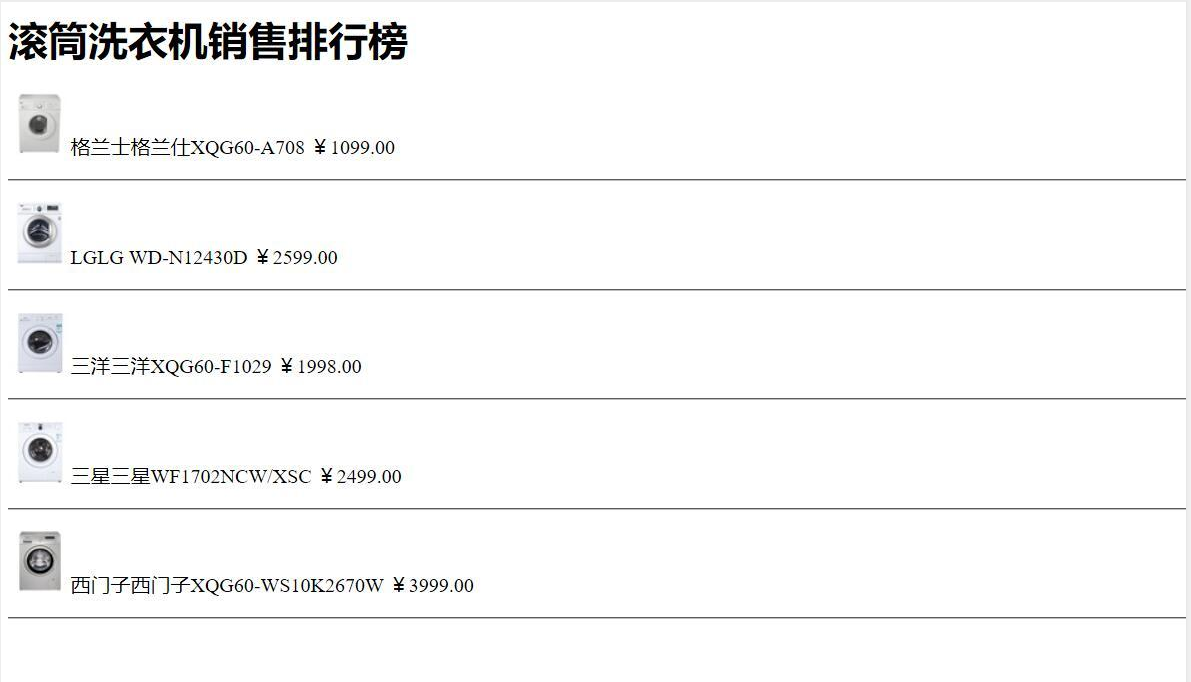 滚筒洗衣机销售排行榜
格兰士格兰仕XQG60-A708 ￥1099.00
LGLG WD-N12430D ￥2599.00
三洋三洋XQG60-F1029 ￥1998.00
三星三星WF1702NCW/XSC ￥2499.00
西门子西门子XQG60-WS10K2670W ￥3999.00